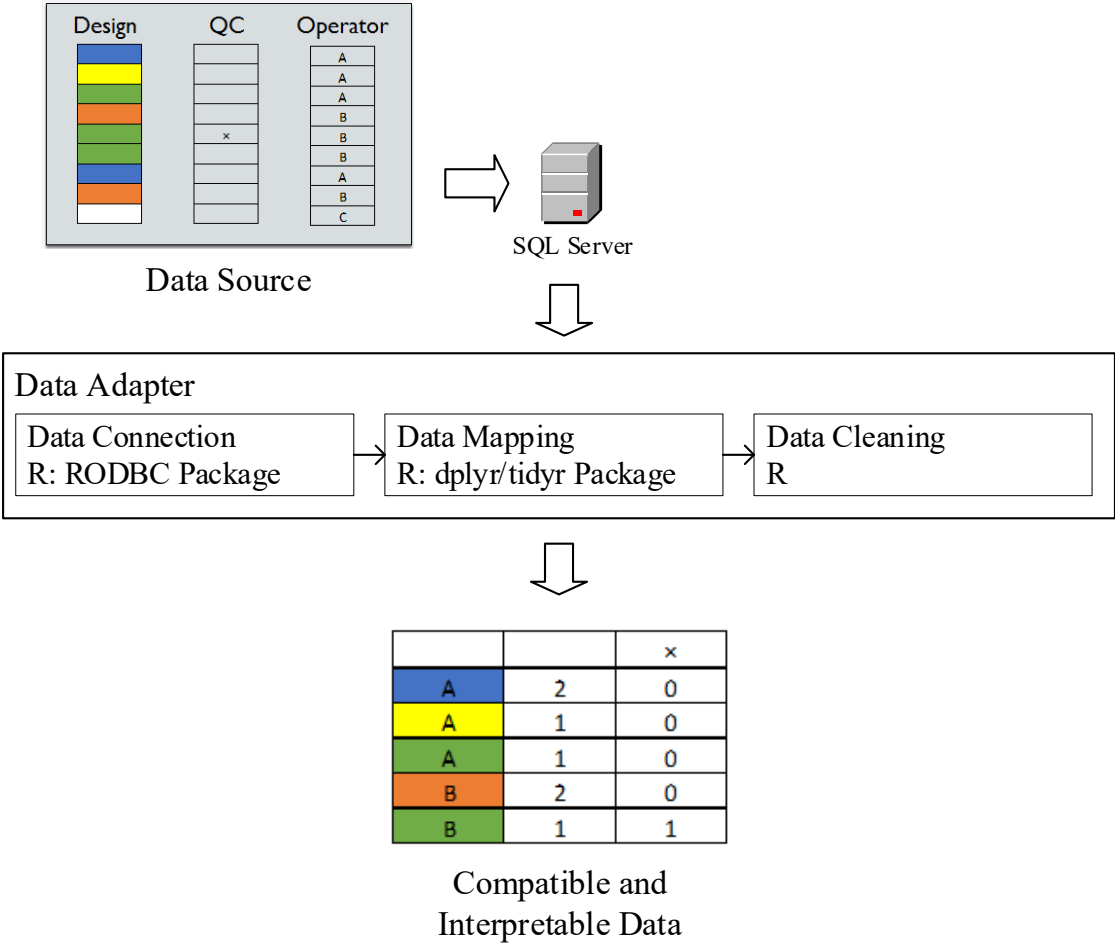 Design QC Operator
A
A
A
B
× B
B
A
B
C
SQL Server
Data Source
Data Adapter
Data Connection
R: RODBC Package
Data Mapping
R: dplyr/tidyr Package
Data Cleaning
R
×
A 2 0
A 1 0
A 1 0
B 2 0
B 1 1
Compatible and
Interpretable Data